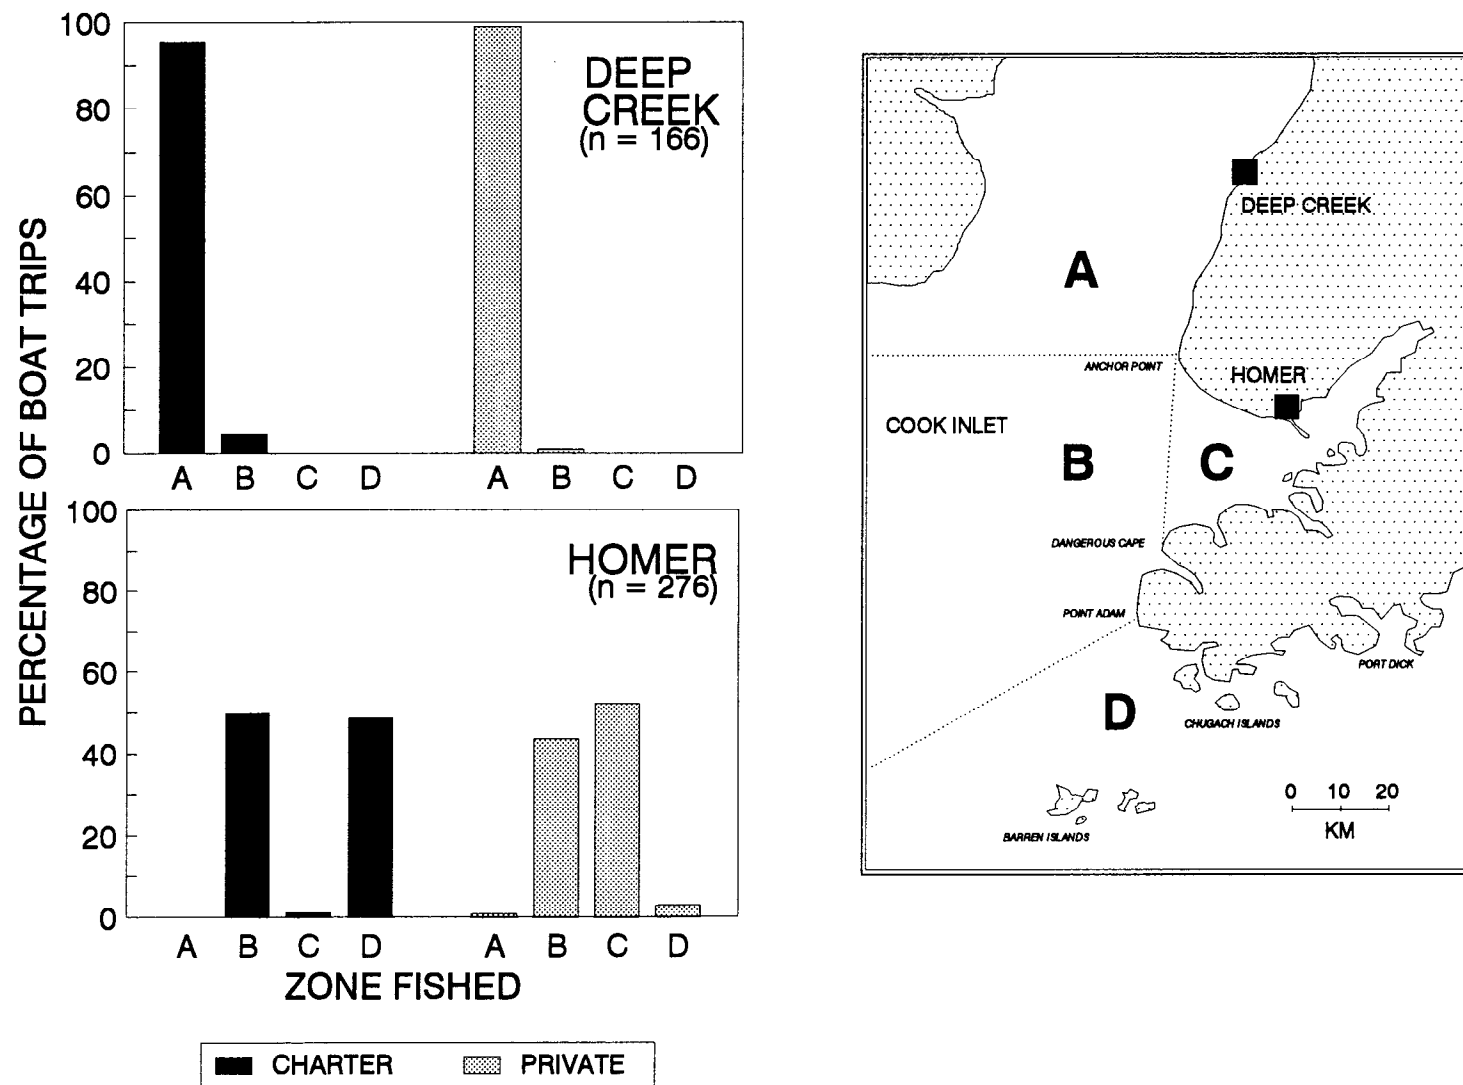 PERCENTAGE OF BOAT TRIPS
100
80
60
40
20
0
DEEP
CREEK
(n = 166)
A B C D A B C D
100
80
60
40
20
0
HOMER
(n = 276)
A B C D A B C D
ZONE FISHED
CHARTER PRIVATE
DEEP CREEK
A
ANCHOR POINT
HOMER
COOK INLET
B
C
DANGEROUS CAPE
POINT ADAM
PORT DICK
D
CHUGACH ISLANDS
0 10 20
KM
BARREN ISLANDS